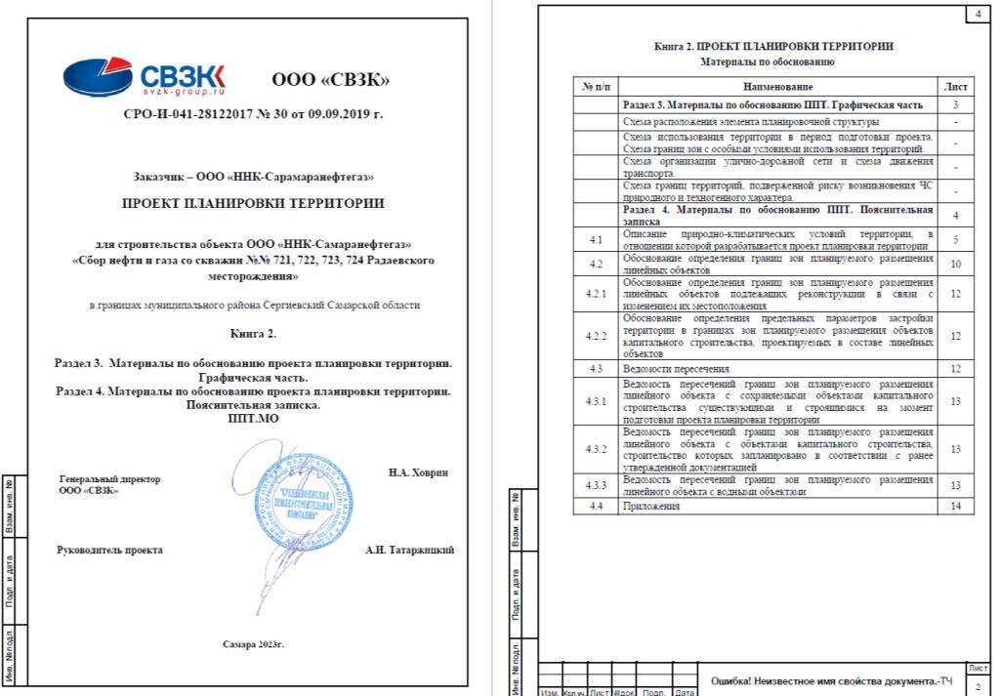 СВЗК
svzk-group.ru
ООО «СВЗК»
СРО-И-041-28122017 № 30 от 09.09.2019 г.
Заказчик – ООО «ННК-Сарамаранефтегаз»
ПРОЕКТ ПЛАНИРОВКИ ТЕРРИТОРИИ
для строительства объекта ООО «ННК-Самаранефтегаз»
«Сбор нефти и газа со скважин №№ 721, 722, 723, 724 Радаевского
месторождения»
в границах муниципального района Сергиевский Самарской области
Книга 2.
Раздел 3. Материалы по обоснованию проекта планировки территории.
Графическая часть.
Раздел 4. Материалы по обоснованию проекта планировки территории.
Пояснительная записка.
ППТ.МО
Генеральный директор
ООО «СВЗК»
Н.А. Ховрин
"СРЕДНЕВОЛЖСКАЯ
ЗЕМЛЕУСТРОИТЕЛЬНАЯ
КОМПАНИЯ"
Руководитель проекта
А.И. Татаржицкий
Самара 2023г.
Взам. инв. №
Подп. и дата
Инв. №подл.
4
Книга 2. ПРОЕКТ ПЛАНИРОВКИ ТЕРРИТОРИИ
Материалы по обоснованию
№ п/п Наименование Лист
Раздел 3. Материалы по обоснованию ППТ. Графическая часть 3
Схема расположения элемента планировочной структуры -
Схема использования территории в период подготовки проекта.
Схема границ зон с особыми условиями использования территорий. -
Схема организации улично-дорожной сети и схема движения
транспорта. -
Схема границ территорий, подверженной риску возникновения ЧС
природного и техногенного характера. -
Раздел 4. Материалы по обоснованию ППТ. Пояснительная
записка 4
4.1 Описание природно-климатических условий территории, в
отношении которой разрабатывается проект планировки территории 5
4.2 Обоснование определения границ зон планируемого размещения
линейных объектов 10
4.2.1 Обоснование определения границ зон планируемого размещения
линейных объектов подлежащих реконструкции в связи с
изменением их местоположения 12
4.2.2 Обоснование определения предельных параметров застройки
территории в границах зон планируемого размещения объектов
капитального строительства, проектируемых в составе линейных
объектов 12
4.3 Ведомости пересечения 12
4.3.1 Ведомость пересечений границ зон планируемого размещения
линейного объекта с сохраняемыми объектами капитального
строительства существующими и строящимися на момент
подготовки проекта планировки территории 13
4.3.2 Ведомость пересечений границ зон планируемого размещения
линейного объекта с объектами капитального строительства,
строительство которых запланировано в соответствии с ранее
утвержденной документацией 13
4.3.3 Ведомость пересечений границ зон планируемого размещения
линейного объекта с водными объектами 13
4.4 Приложения 14
Взам. инв. №
Подп. и дата
Инв. №подл.
Изм. Кол.уч. Лист №док. Подп. Дата
Ошибка! Неизвестное имя свойства документа.-ТЧ
Лист
2